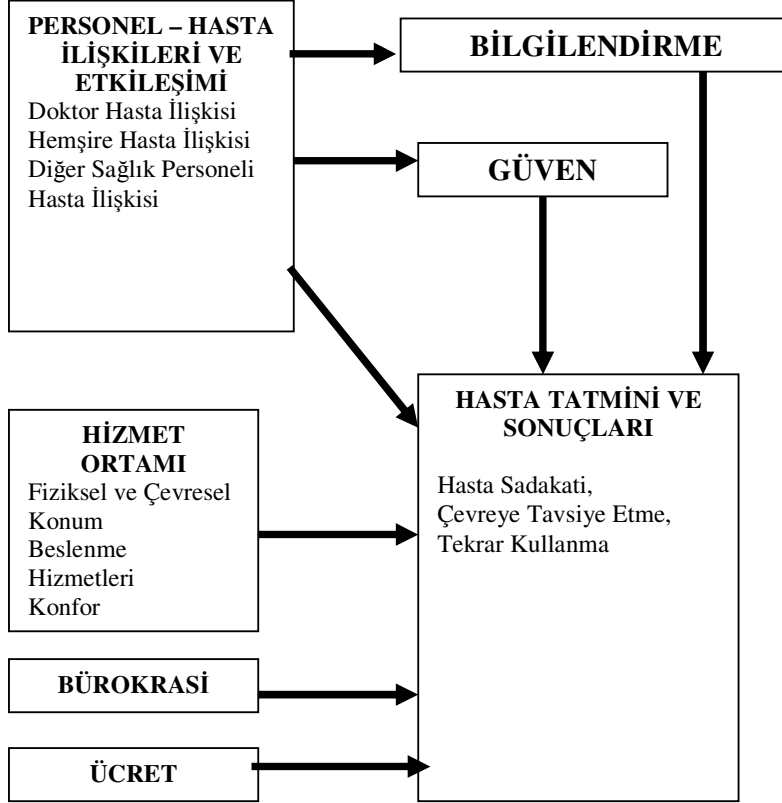 PERSONEL – HASTA
İLİŞKİLERİ VE
ETKİLEŞİMİ
Doktor Hasta İlişkisi
Hemşire Hasta İlişkisi
Diğer Sağlık Personeli
Hasta İlişkisi
BİLGİLENDİRME
GÜVEN
HASTA TATMİNİ VE
SONUÇLARI
Hasta Sadakati,
Çevreye Tavsiye Etme,
Tekrar Kullanma
HİZMET
ORTAMI
Fiziksel ve Çevresel
Konum
Beslenme
Hizmetleri
Konfor
BÜROKRASİ
ÜCRET